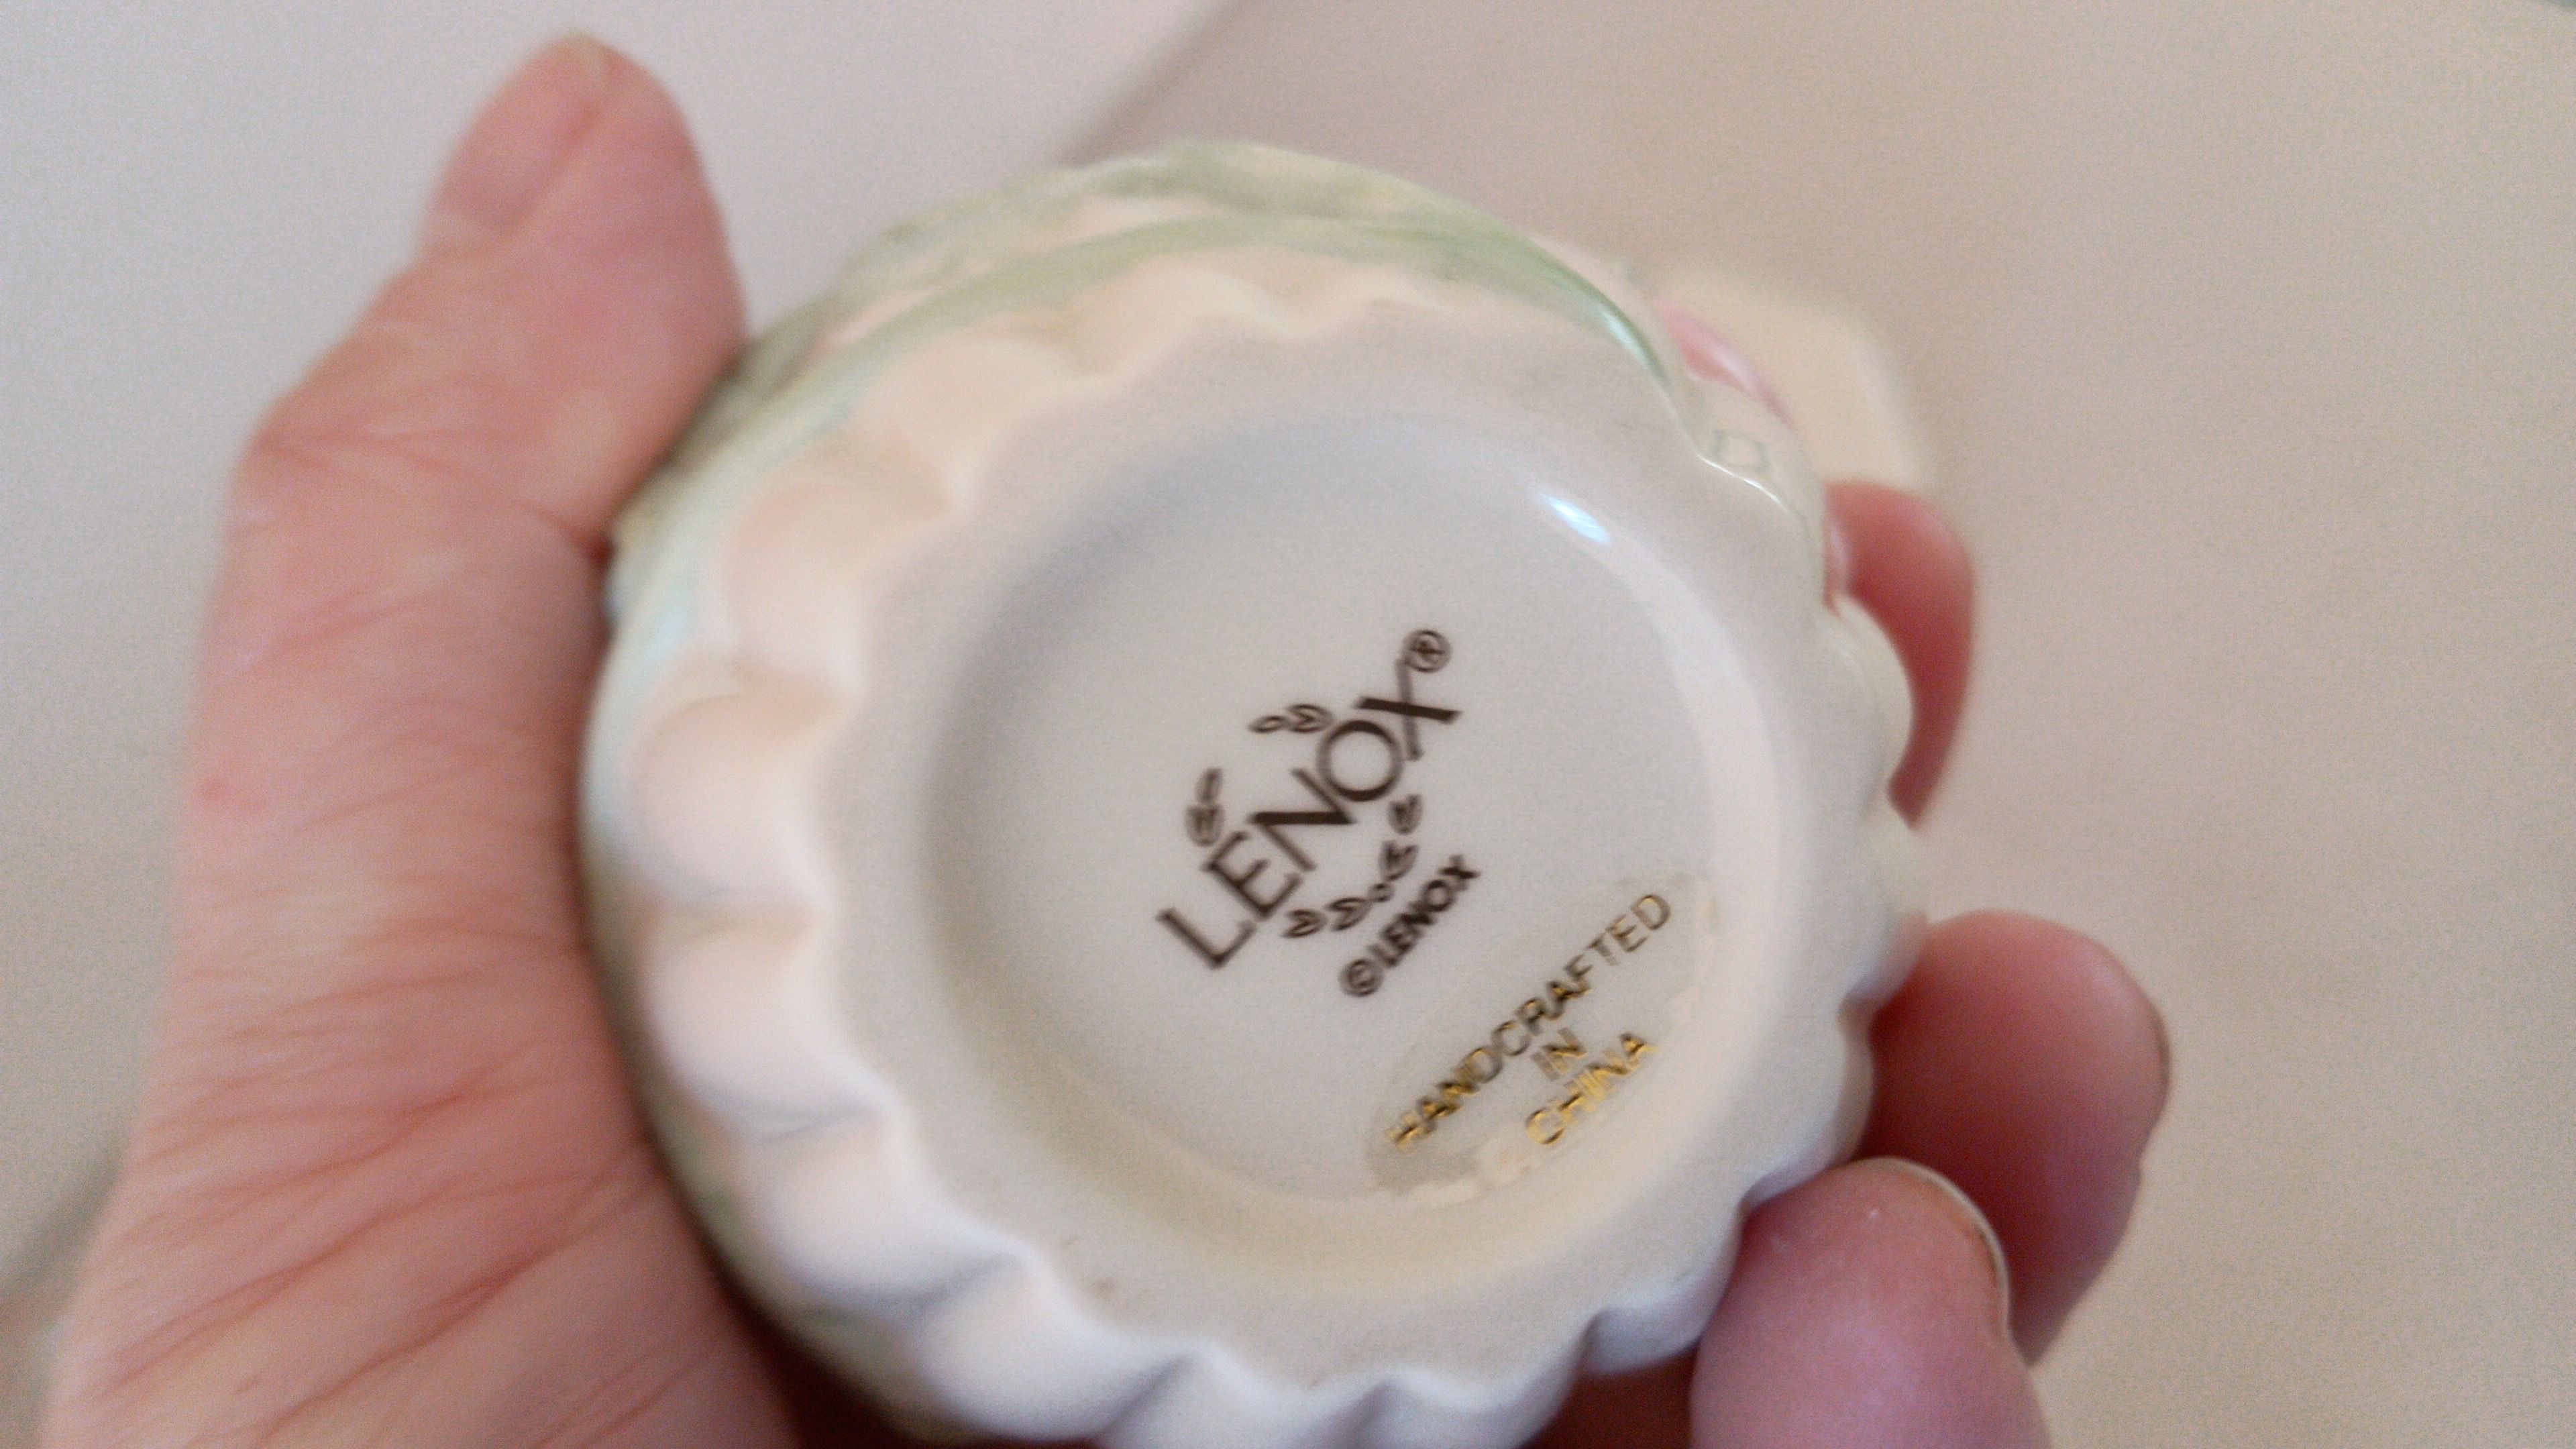 LENOX®
©LENOX
HANDCRAFTED
IN
CHINA